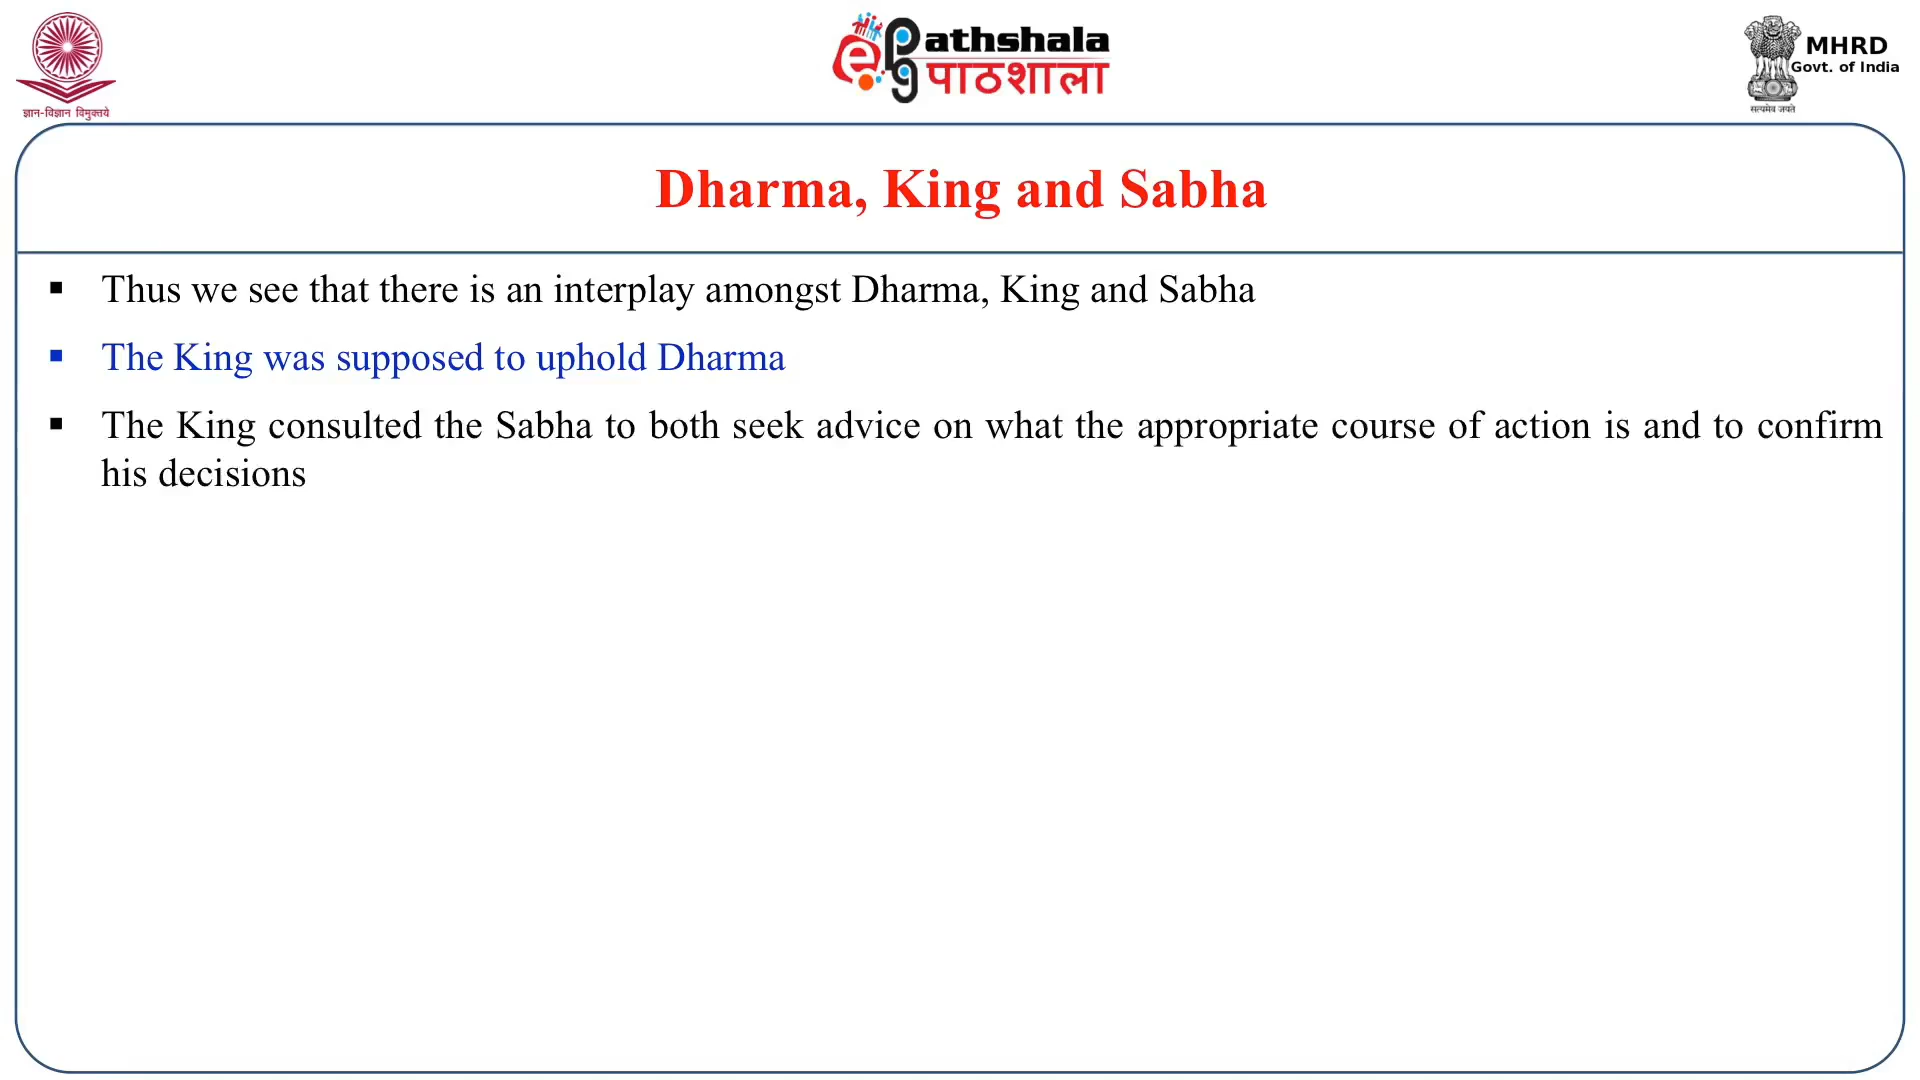 ज्ञान-विज्ञान विमुक्तये
ePathshala
पाठशाला
MHRD
Govt. of India
सत्यमेव जयते
Dharma, King and Sabha
▪ Thus we see that there is an interplay amongst Dharma, King and Sabha
▪ The King was supposed to uphold Dharma
▪ The King consulted the Sabha to both seek advice on what the appropriate course of action is and to confirm
his decisions